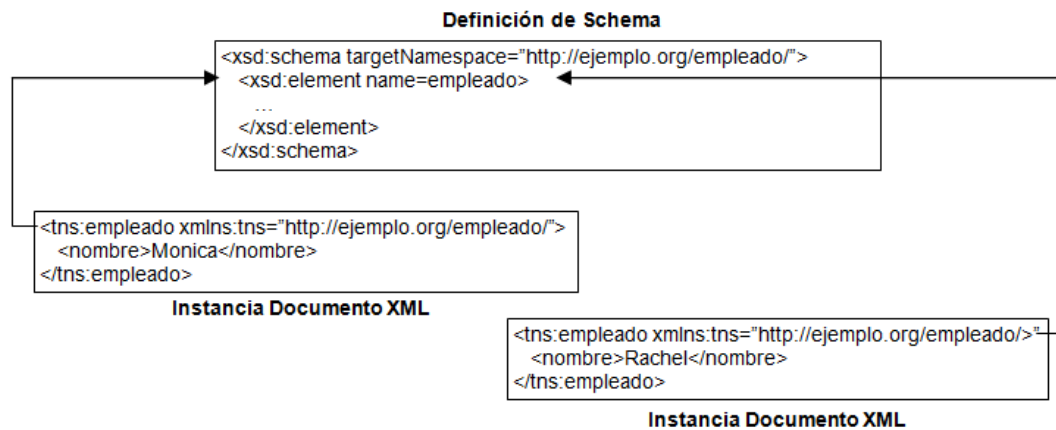 Definición de Schema
<xsd:schema targetNamespace=”http://ejemplo.org/empleado/”>
<xsd:element name=empleado>
...
</xsd:element>
</xsd:schema>
<tns:empleado xmlns:tns=”http://ejemplo.org/empleado/”>
<nombre>Monica</nombre>
</tns:empleado>
Instancia Documento XML
<tns:empleado xmlns:tns=”http://ejemplo.org/empleado/>”
<nombre>Rachel</nombre>
</tns:empleado>
Instancia Documento XML